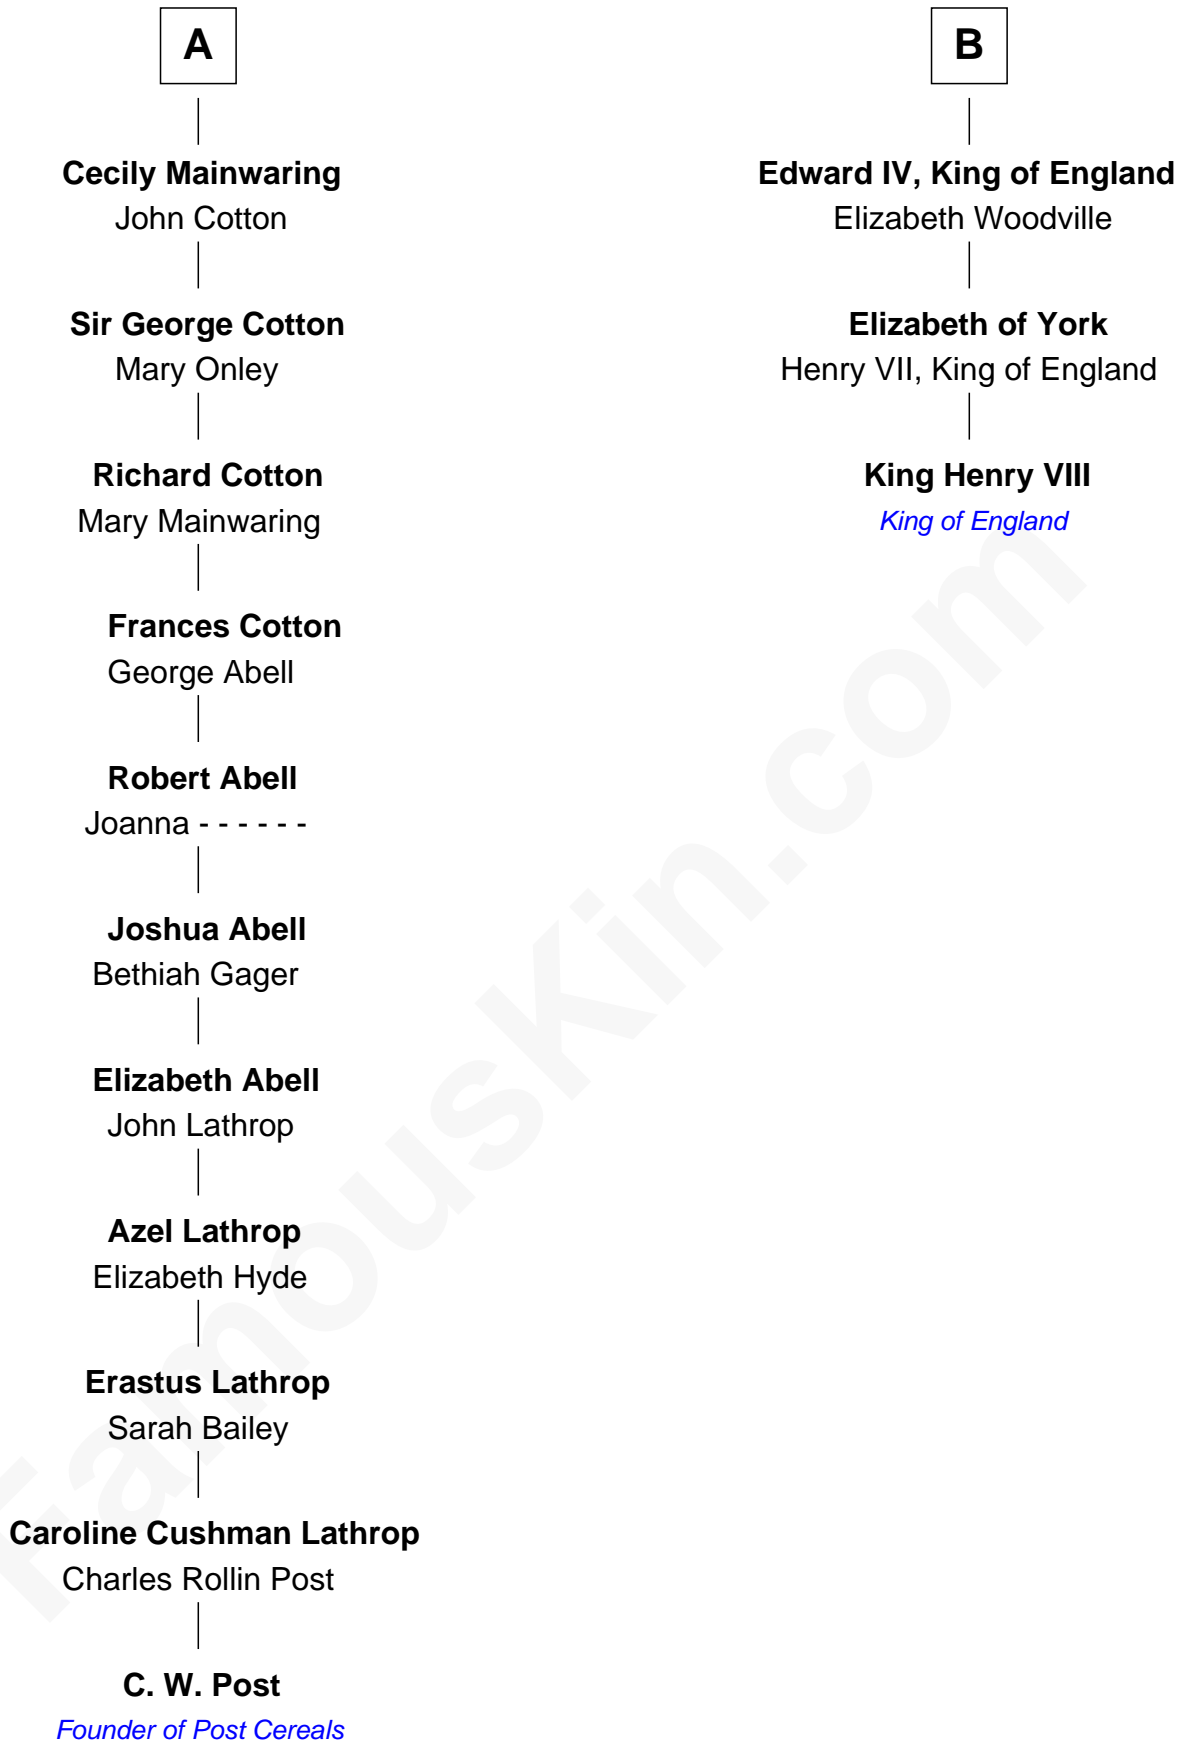 A
Cecily Mainwaring
John Cotton
Sir George Cotton
Mary Onley
Richard Cotton
Mary Mainwaring
Frances Cotton
George Abell
Robert Abell
Joanna - - - - - -
Joshua Abell
Bethiah Gager
Elizabeth Abell
John Lathrop
Azel Lathrop
Elizabeth Hyde
Erastus Lathrop
Sarah Bailey
Caroline Cushman Lathrop
Charles Rollin Post
C. W. Post
Founder of Post Cereals
B
Edward IV, King of England
Elizabeth Woodville
Elizabeth of York
Henry VII, King of England
King Henry VIII
King of England
FamousKin.com